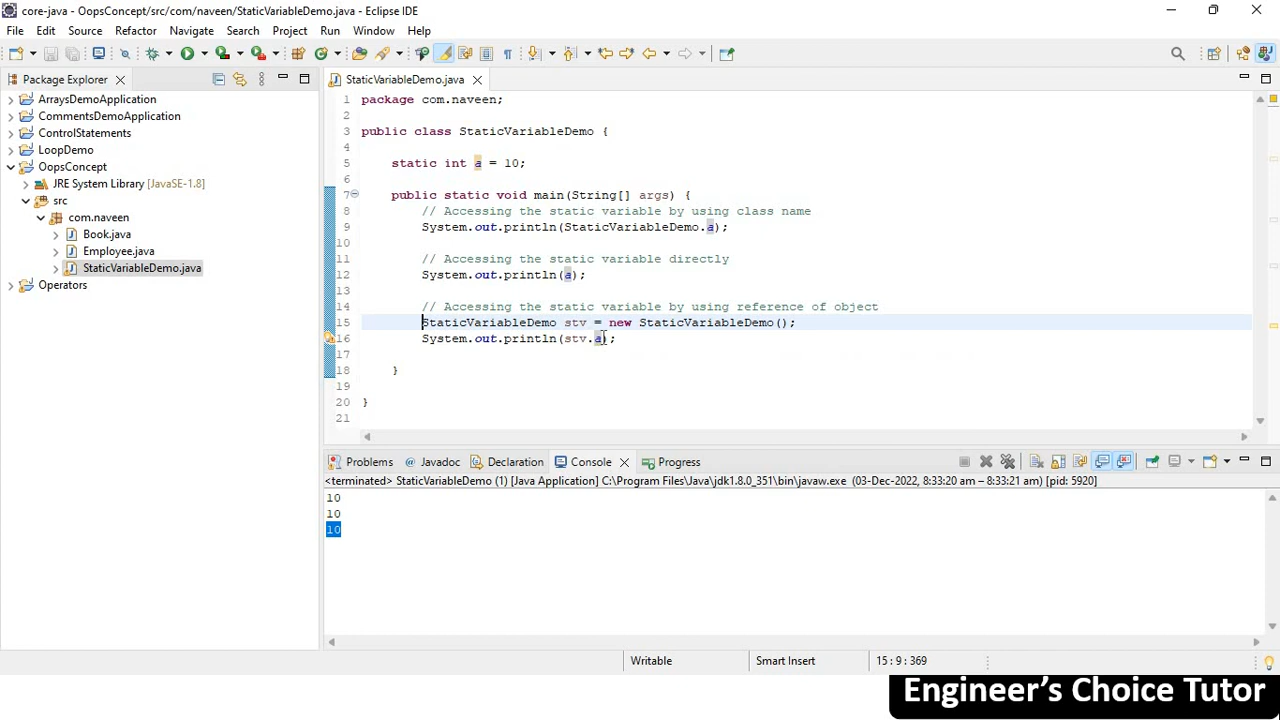 core-java - OopsConcept/src/com/naveen/StaticVariableDemo.java - Eclipse IDE
File Edit Source Refactor Navigate Search Project Run Window Help
Package Explorer
ArraysDemoApplication
CommentsDemoApplication
ControlStatements
LoopDemo
OopsConcept
JRE System Library [JavaSE-1.8]
src
com.naveen
Book.java
Employee.java
StaticVariableDemo.java
Operators
StaticVariableDemo.java
1 package com.naveen;
2
3 public class StaticVariableDemo {
4
5 static int a = 10;
6
7 public static void main(String[] args) {
8 // Accessing the static variable by using class name
9 System.out.println(StaticVariableDemo.a);
10
11 // Accessing the static variable directly
12 System.out.println(a);
13
14 // Accessing the static variable by using reference of object
15 StaticVariableDemo stv = new StaticVariableDemo();
16 System.out.println(stv.a);
17
18 }
19
20 }
21
Problems Javadoc Declaration Console Progress
<terminated> StaticVariableDemo (1) [Java Application] C:\Program Files\Java\jdk1.8.0_351\bin\javaw.exe (03-Dec-2022, 8:33:20 am – 8:33:21 am) [pid: 5920]
10
10
10
Writable Smart Insert 15 : 9 : 369
Engineer's Choice Tutor